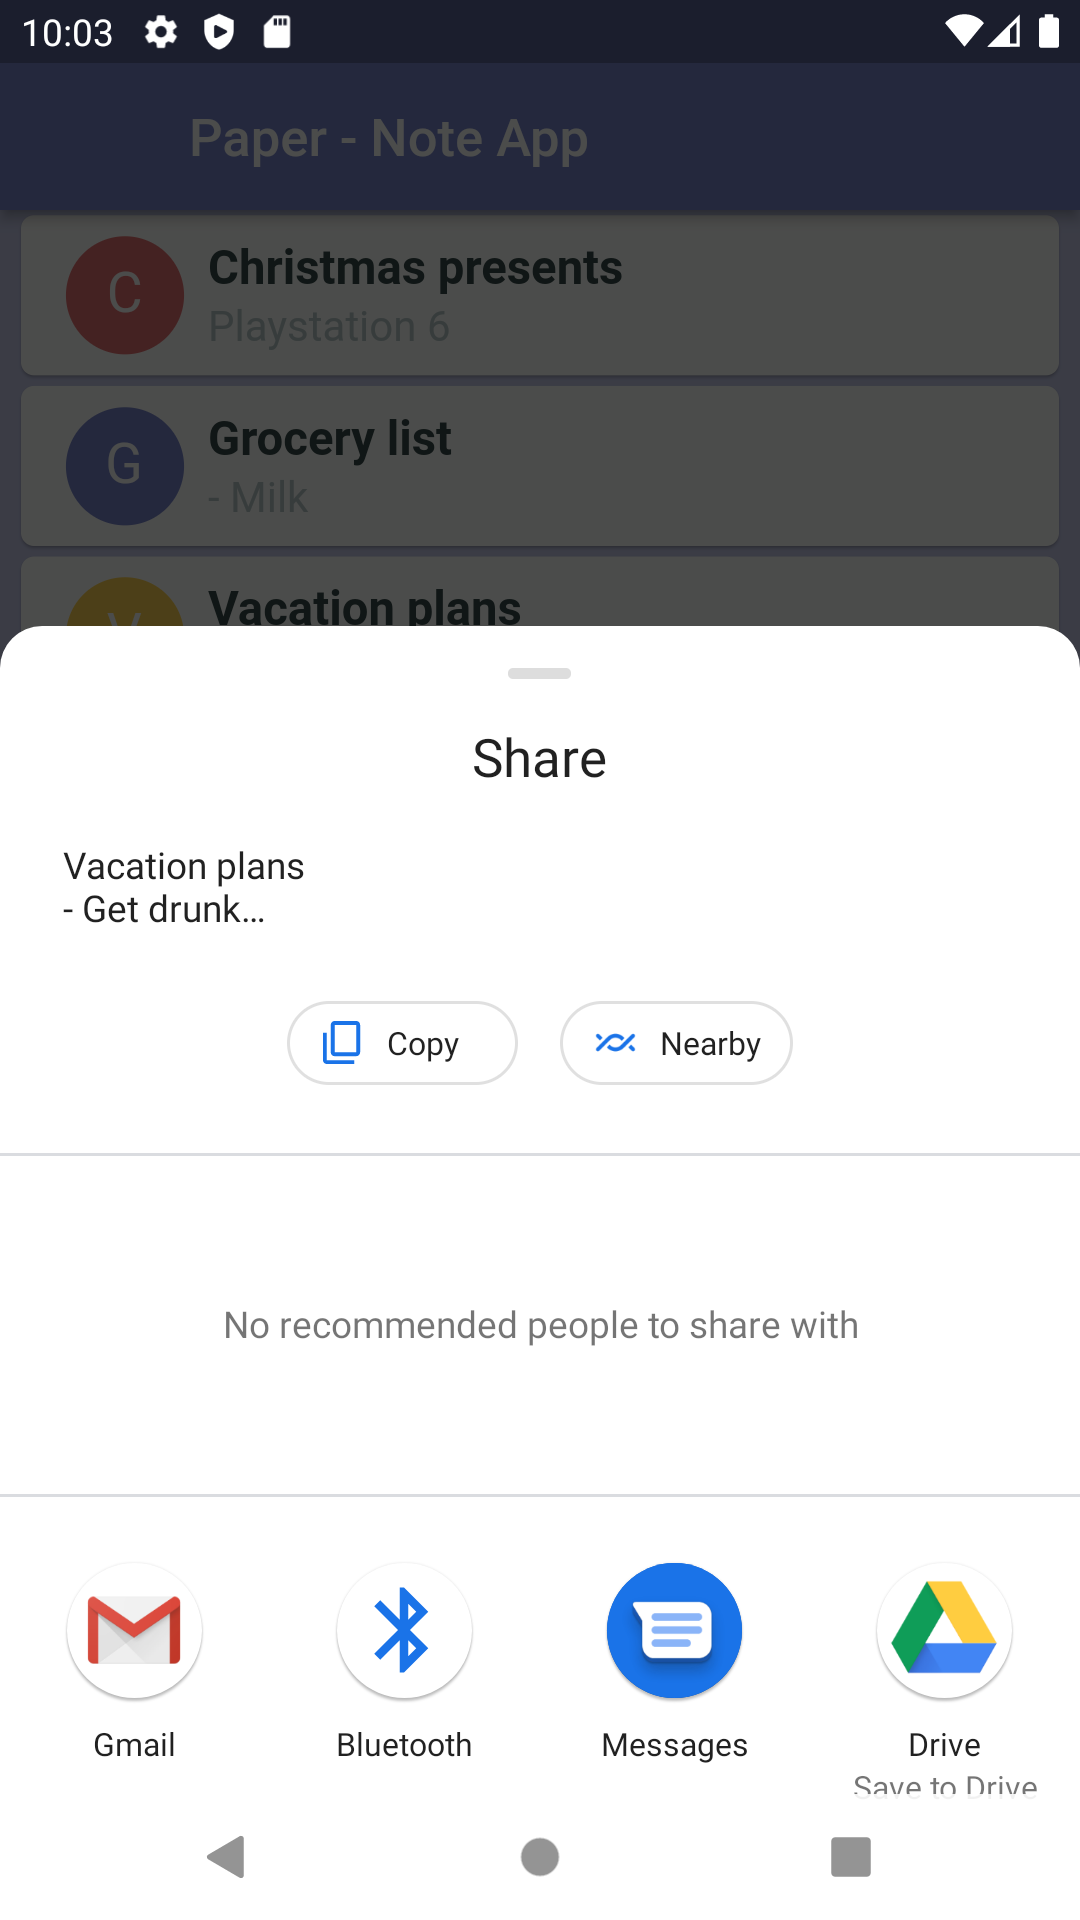 10:03
Paper - Note App
C
Christmas presents
Playstation 6
G
Grocery list
- Milk
V
Vacation plans
Share
Vacation plans
- Get drunk...
Copy
Nearby
No recommended people to share with
Gmail
Bluetooth
Messages
Drive
Save to Drive